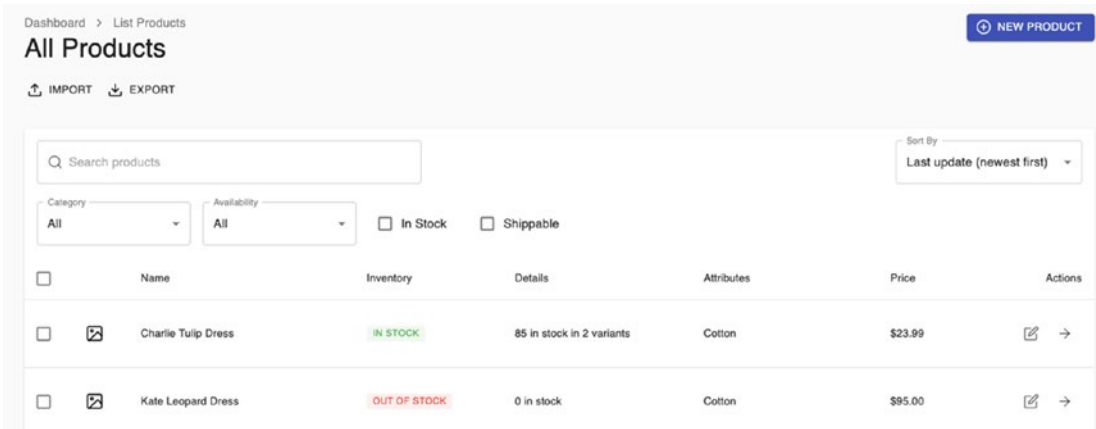 Dashboard > List Products
NEW PRODUCT
All Products
IMPORT EXPORT
Search products
Sort By
Last update (newest first)
Category
All
Availability
All
In Stock
Shippable
Name Inventory Details Attributes Price Actions
Charlie Tulip Dress IN STOCK 85 in stock in 2 variants Cotton $23.99
Kate Leopard Dress OUT OF STOCK 0 in stock Cotton $95.00